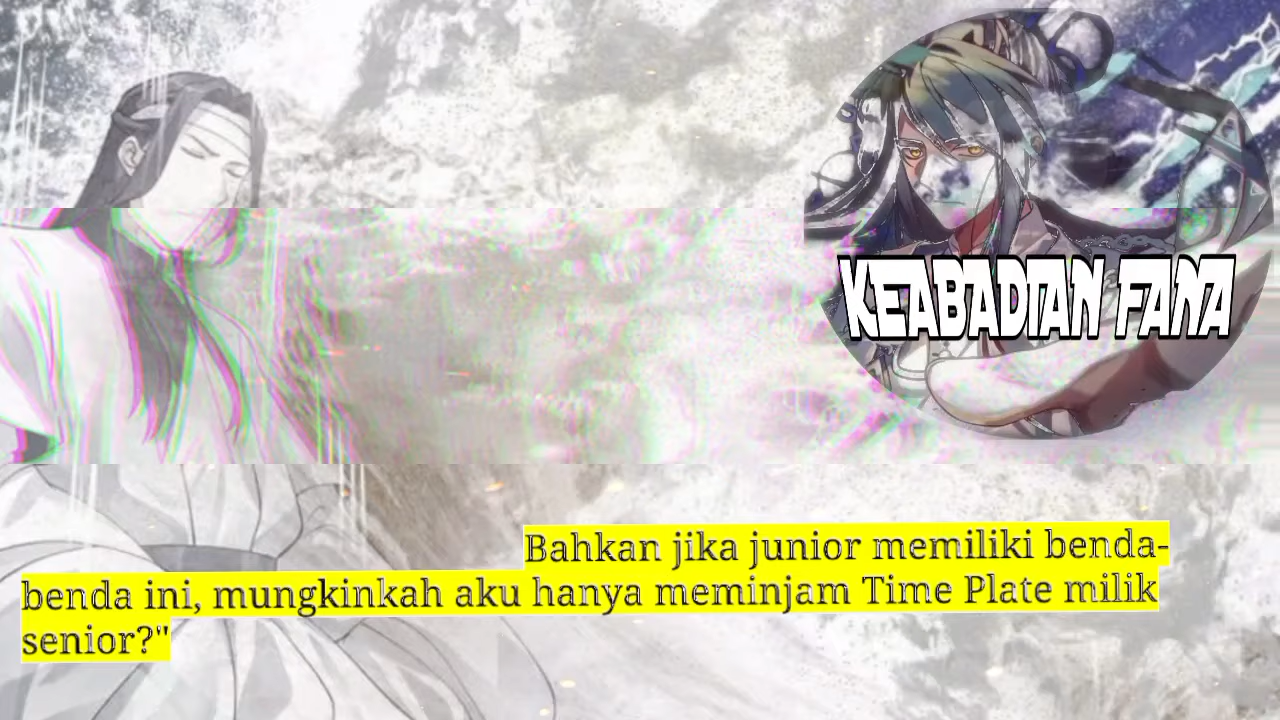 KEABADIAN FANA
Bahkan jika junior memiliki benda-
benda ini, mungkinkah aku hanya meminjam Time Plate milik
senior?"